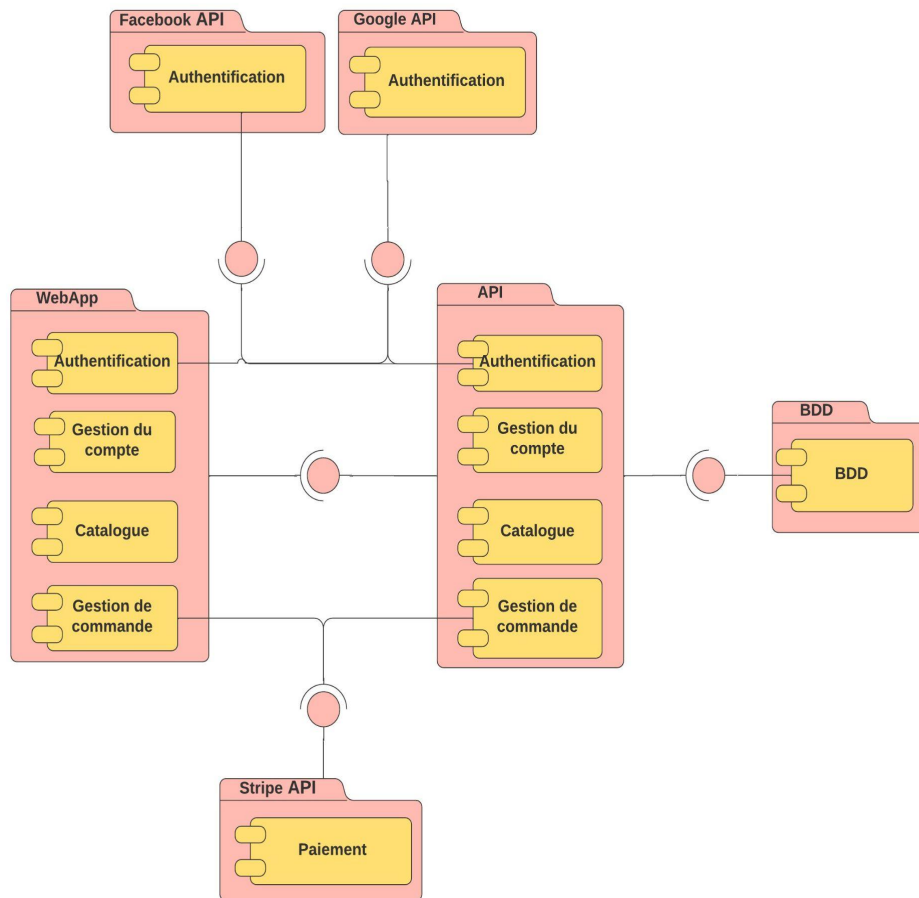 Facebook API
Google API
Authentification
Authentification
WebApp
API
Authentification
Authentification
Gestion du
compte
Gestion du
compte
BDD
BDD
Catalogue
Catalogue
Gestion de
commande
Gestion de
commande
Stripe API
Paiement